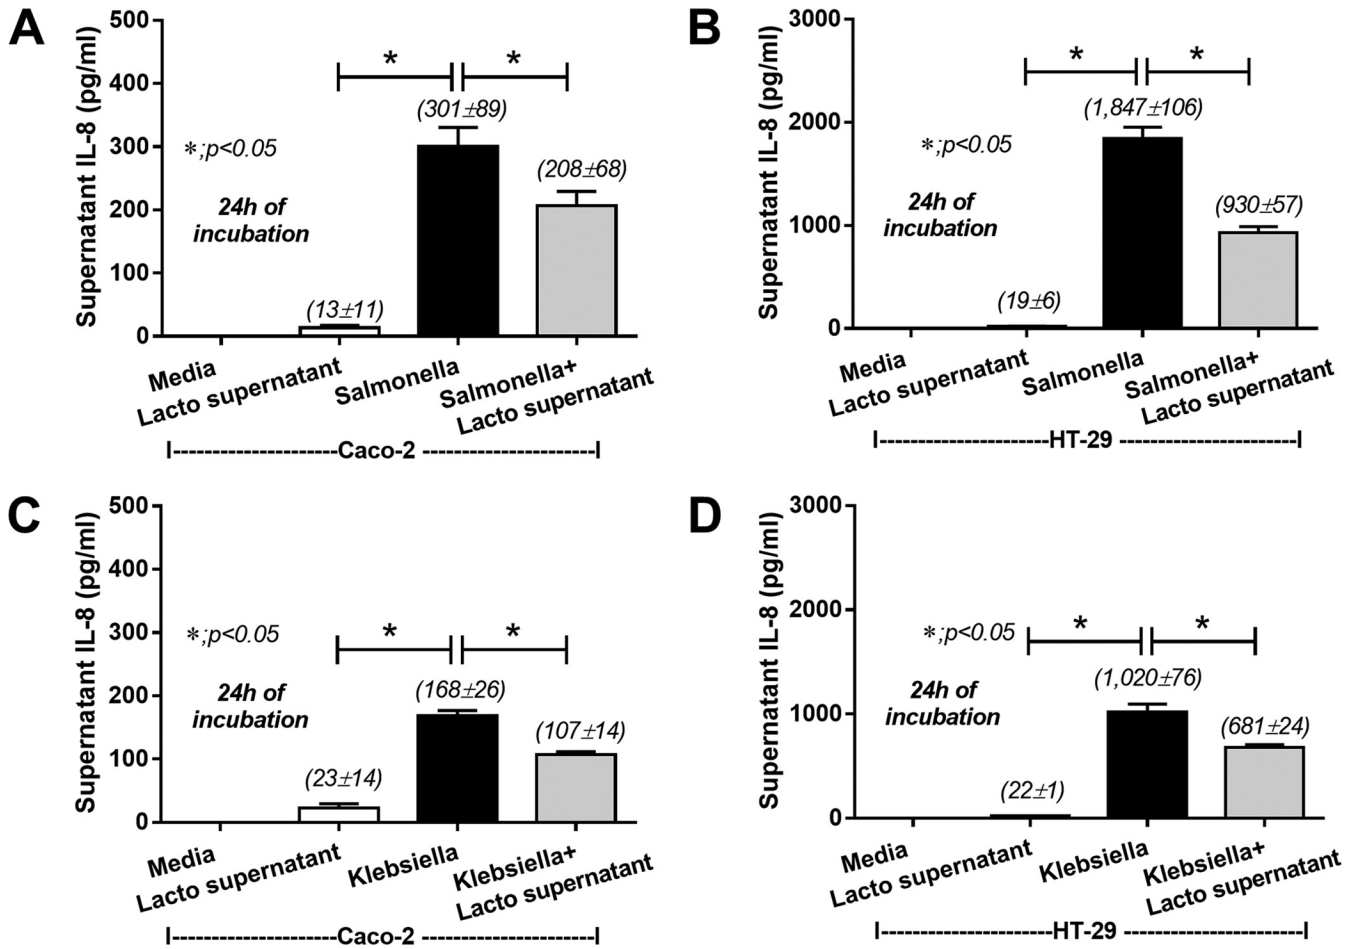 A
Supernatant IL-8 (pg/ml)
500
400
300
200
100
0
* *
(301±89)
(208±68)
(13±11)
*;p<0.05
24h of
incubation
Media
Lacto supernatant
Salmonella
Salmonella+
Lacto supernatant
Caco-2
B
Supernatant IL-8 (pg/ml)
3000
2000
1000
0
* *
(1,847±106)
(930±57)
(19±6)
*;p<0.05
24h of
incubation
Media
Lacto supernatant
Salmonella
Salmonella+
Lacto supernatant
HT-29
C
Supernatant IL-8 (pg/ml)
500
400
300
200
100
0
* *
(168±26)
(107±14)
(23±14)
*;p<0.05
24h of
incubation
Media
Lacto supernatant
Klebsiella
Klebsiella+
Lacto supernatant
Caco-2
D
Supernatant IL-8 (pg/ml)
3000
2000
1000
0
* *
(1,020±76)
(681±24)
(22±1)
*;p<0.05
24h of
incubation
Media
Lacto supernatant
Klebsiella
Klebsiella+
Lacto supernatant
HT-29